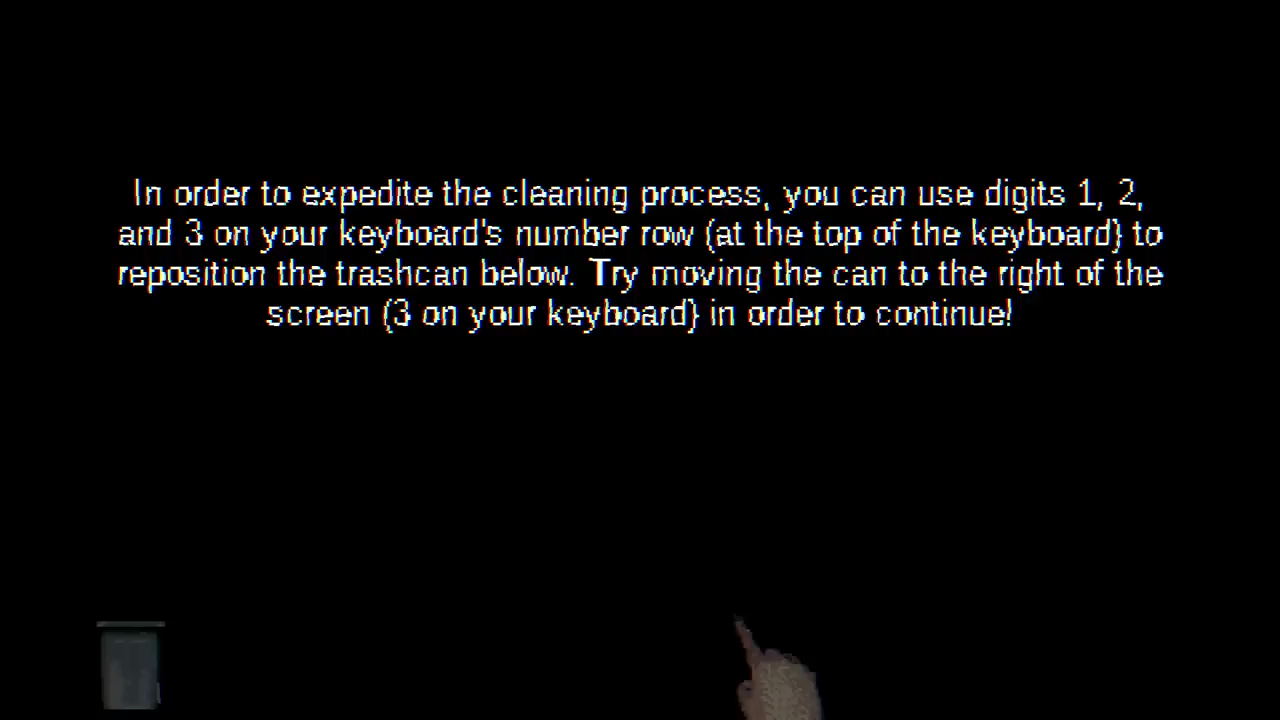 In order to expedite the cleaning process, you can use digits 1, 2,
and 3 on your keyboard's number row (at the top of the keyboard) to
reposition the trashcan below. Try moving the can to the right of the
screen (3 on your keyboard) in order to continue!